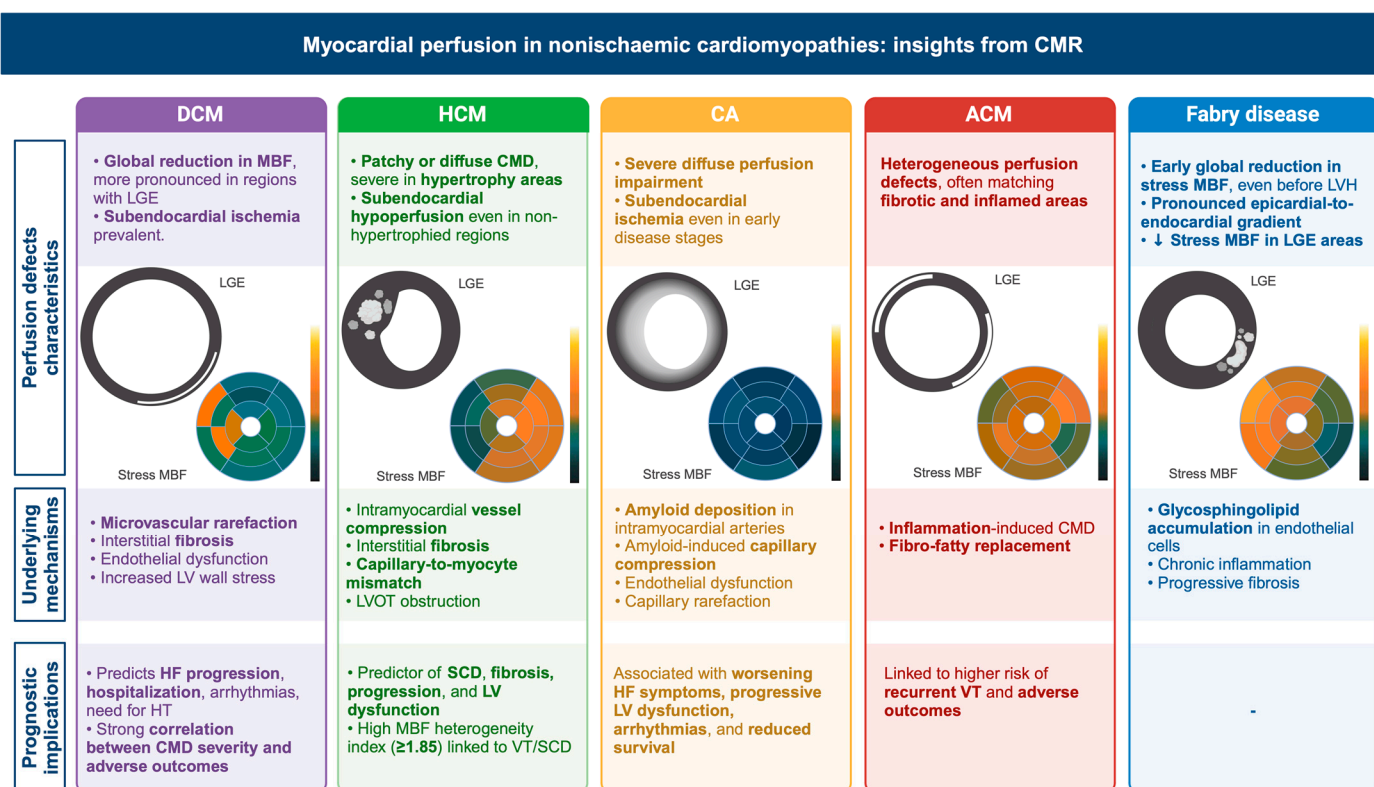 Myocardial perfusion in nonischaemic cardiomyopathies: insights from CMR
DCM
HCM
CA
ACM
Fabry disease
Perfusion defects
characteristics
• Global reduction in MBF,
more pronounced in regions
with LGE
• Subendocardial ischemia
prevalent.
• Patchy or diffuse CMD,
severe in hypertrophy areas
• Subendocardial
hypoperfusion even in non-
hypertrophied regions
• Severe diffuse perfusion
impairment
• Subendocardial
ischemia even in early
disease stages
Heterogeneous perfusion
defects, often matching
fibrotic and inflamed areas
• Early global reduction in
stress MBF, even before LVH
• Pronounced epicardial-to-
endocardial gradient
• ↓ Stress MBF in LGE areas
LGE
Stress MBF
LGE
Stress MBF
LGE
Stress MBF
LGE
Stress MBF
LGE
Stress MBF
Underlying
mechanisms
• Microvascular rarefaction
• Interstitial fibrosis
• Endothelial dysfunction
• Increased LV wall stress
• Intramyocardial vessel
compression
• Interstitial fibrosis
• Capillary-to-myocyte
mismatch
• LVOT obstruction
• Amyloid deposition in
intramyocardial arteries
• Amyloid-induced capillary
compression
• Endothelial dysfunction
• Capillary rarefaction
• Inflammation-induced CMD
• Fibro-fatty replacement
• Glycosphingolipid
accumulation in endothelial
cells
• Chronic inflammation
• Progressive fibrosis
Prognostic
implications
• Predicts HF progression,
hospitalization, arrhythmias,
need for HT
• Strong correlation
between CMD severity and
adverse outcomes
• Predictor of SCD, fibrosis,
progression, and LV
dysfunction
• High MBF heterogeneity
index (≥1.85) linked to VT/SCD
Associated with worsening
HF symptoms, progressive
LV dysfunction,
arrhythmias, and reduced
survival
Linked to higher risk of
recurrent VT and adverse
outcomes
-